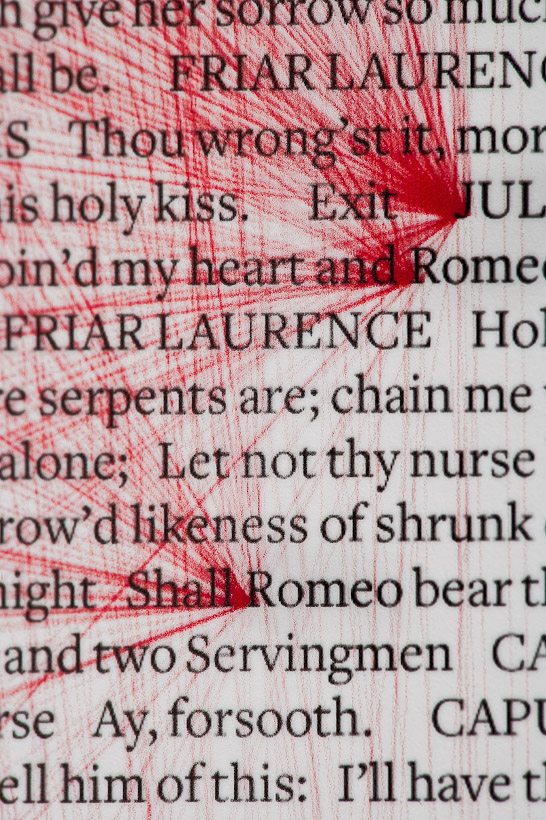 n give her sorrow so muc
all be. FRIAR LAUREN
S Thou wrong'st it, mor
is holy kiss. Exit JUL
oin'd my heart and Romeo
FRIAR LAURENCE Hol
re serpents are; chain me
alone; Let not thy nurse
row'd likeness of shrunk
night Shall Romeo bear th
and two Servingmen CA
rse Ay, forsooth. CAPU
ell him of this: I'll have th